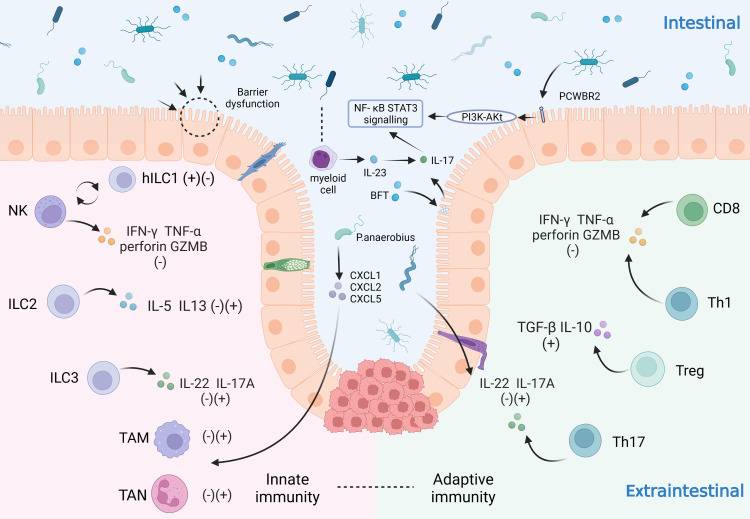 Intestinal
Barrier
dysfunction
PCWBR2
NF- κB STAT3
signalling
PI3K-AKt
myeloid
cell
IL-23
IL-17
BFT
hILC1 (+)(-)
NK
IFN-γ TNF-α
perforin GZMB
(-)
P.anaerobius
CXCL1
CXCL2
CXCL5
IFN-γ TNF-α
perforin GZMB
(-)
CD8
Th1
ILC2
IL-5 IL13 (-)(+)
TGF-β IL-10
(+)
Treg
ILC3
IL-22 IL-17A
(-)(+)
IL-22 IL-17A
(-)(+)
TAM
(-)(+)
Th17
TAN
(-)(+)
Innate
immunity
Adaptive
immunity
Extraintestinal